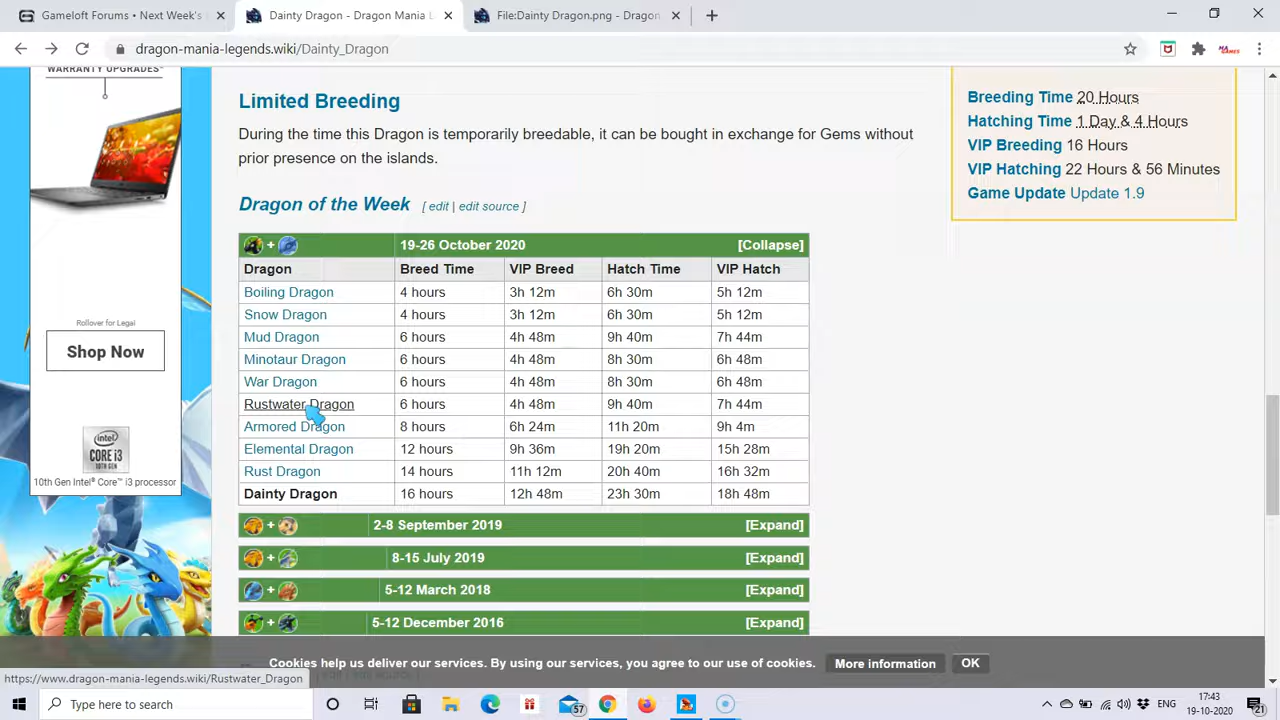 Gameloft Forums • Next Week's
Dainty Dragon - Dragon Mania L
File:Dainty Dragon.png - Dragon
dragon-mania-legends.wiki/Dainty_Dragon
WARRANTY UPGRADES
Rollover for Legal
Shop Now
intel
CORE i3
10TH GEN
10th Gen Intel® Core™ i3 processor
Limited Breeding
During the time this Dragon is temporarily breedable, it can be bought in exchange for Gems without
prior presence on the islands.
Dragon of the Week [ edit | edit source ]
+ 19-26 October 2020 [Collapse]
Dragon Breed Time VIP Breed Hatch Time VIP Hatch
Boiling Dragon 4 hours 3h 12m 6h 30m 5h 12m
Snow Dragon 4 hours 3h 12m 6h 30m 5h 12m
Mud Dragon 6 hours 4h 48m 9h 40m 7h 44m
Minotaur Dragon 6 hours 4h 48m 8h 30m 6h 48m
War Dragon 6 hours 4h 48m 8h 30m 6h 48m
Rustwater Dragon 6 hours 4h 48m 9h 40m 7h 44m
Armored Dragon 8 hours 6h 24m 11h 20m 9h 4m
Elemental Dragon 12 hours 9h 36m 19h 20m 15h 28m
Rust Dragon 14 hours 11h 12m 20h 40m 16h 32m
Dainty Dragon 16 hours 12h 48m 23h 30m 18h 48m
+ 2-8 September 2019 [Expand]
+ 8-15 July 2019 [Expand]
+ 5-12 March 2018 [Expand]
+ 5-12 December 2016 [Expand]
Breeding Time 20 Hours
Hatching Time 1 Day & 4 Hours
VIP Breeding 16 Hours
VIP Hatching 22 Hours & 56 Minutes
Game Update Update 1.9
Cookies help us deliver our services. By using our services, you agree to our use of cookies. More information OK
https://www.dragon-mania-legends.wiki/Rustwater_Dragon
Type here to search
57
ENG
17:43
19-10-2020
21